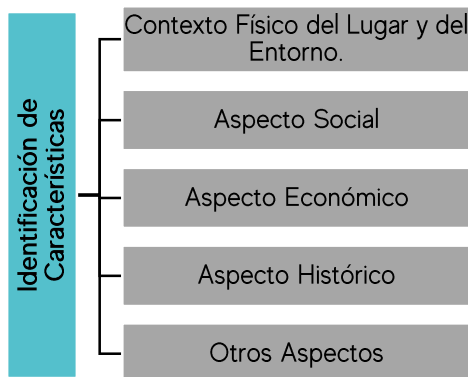 Identificación de
Características
Contexto Físico del Lugar y del
Entorno.
Aspecto Social
Aspecto Económico
Aspecto Histórico
Otros Aspectos